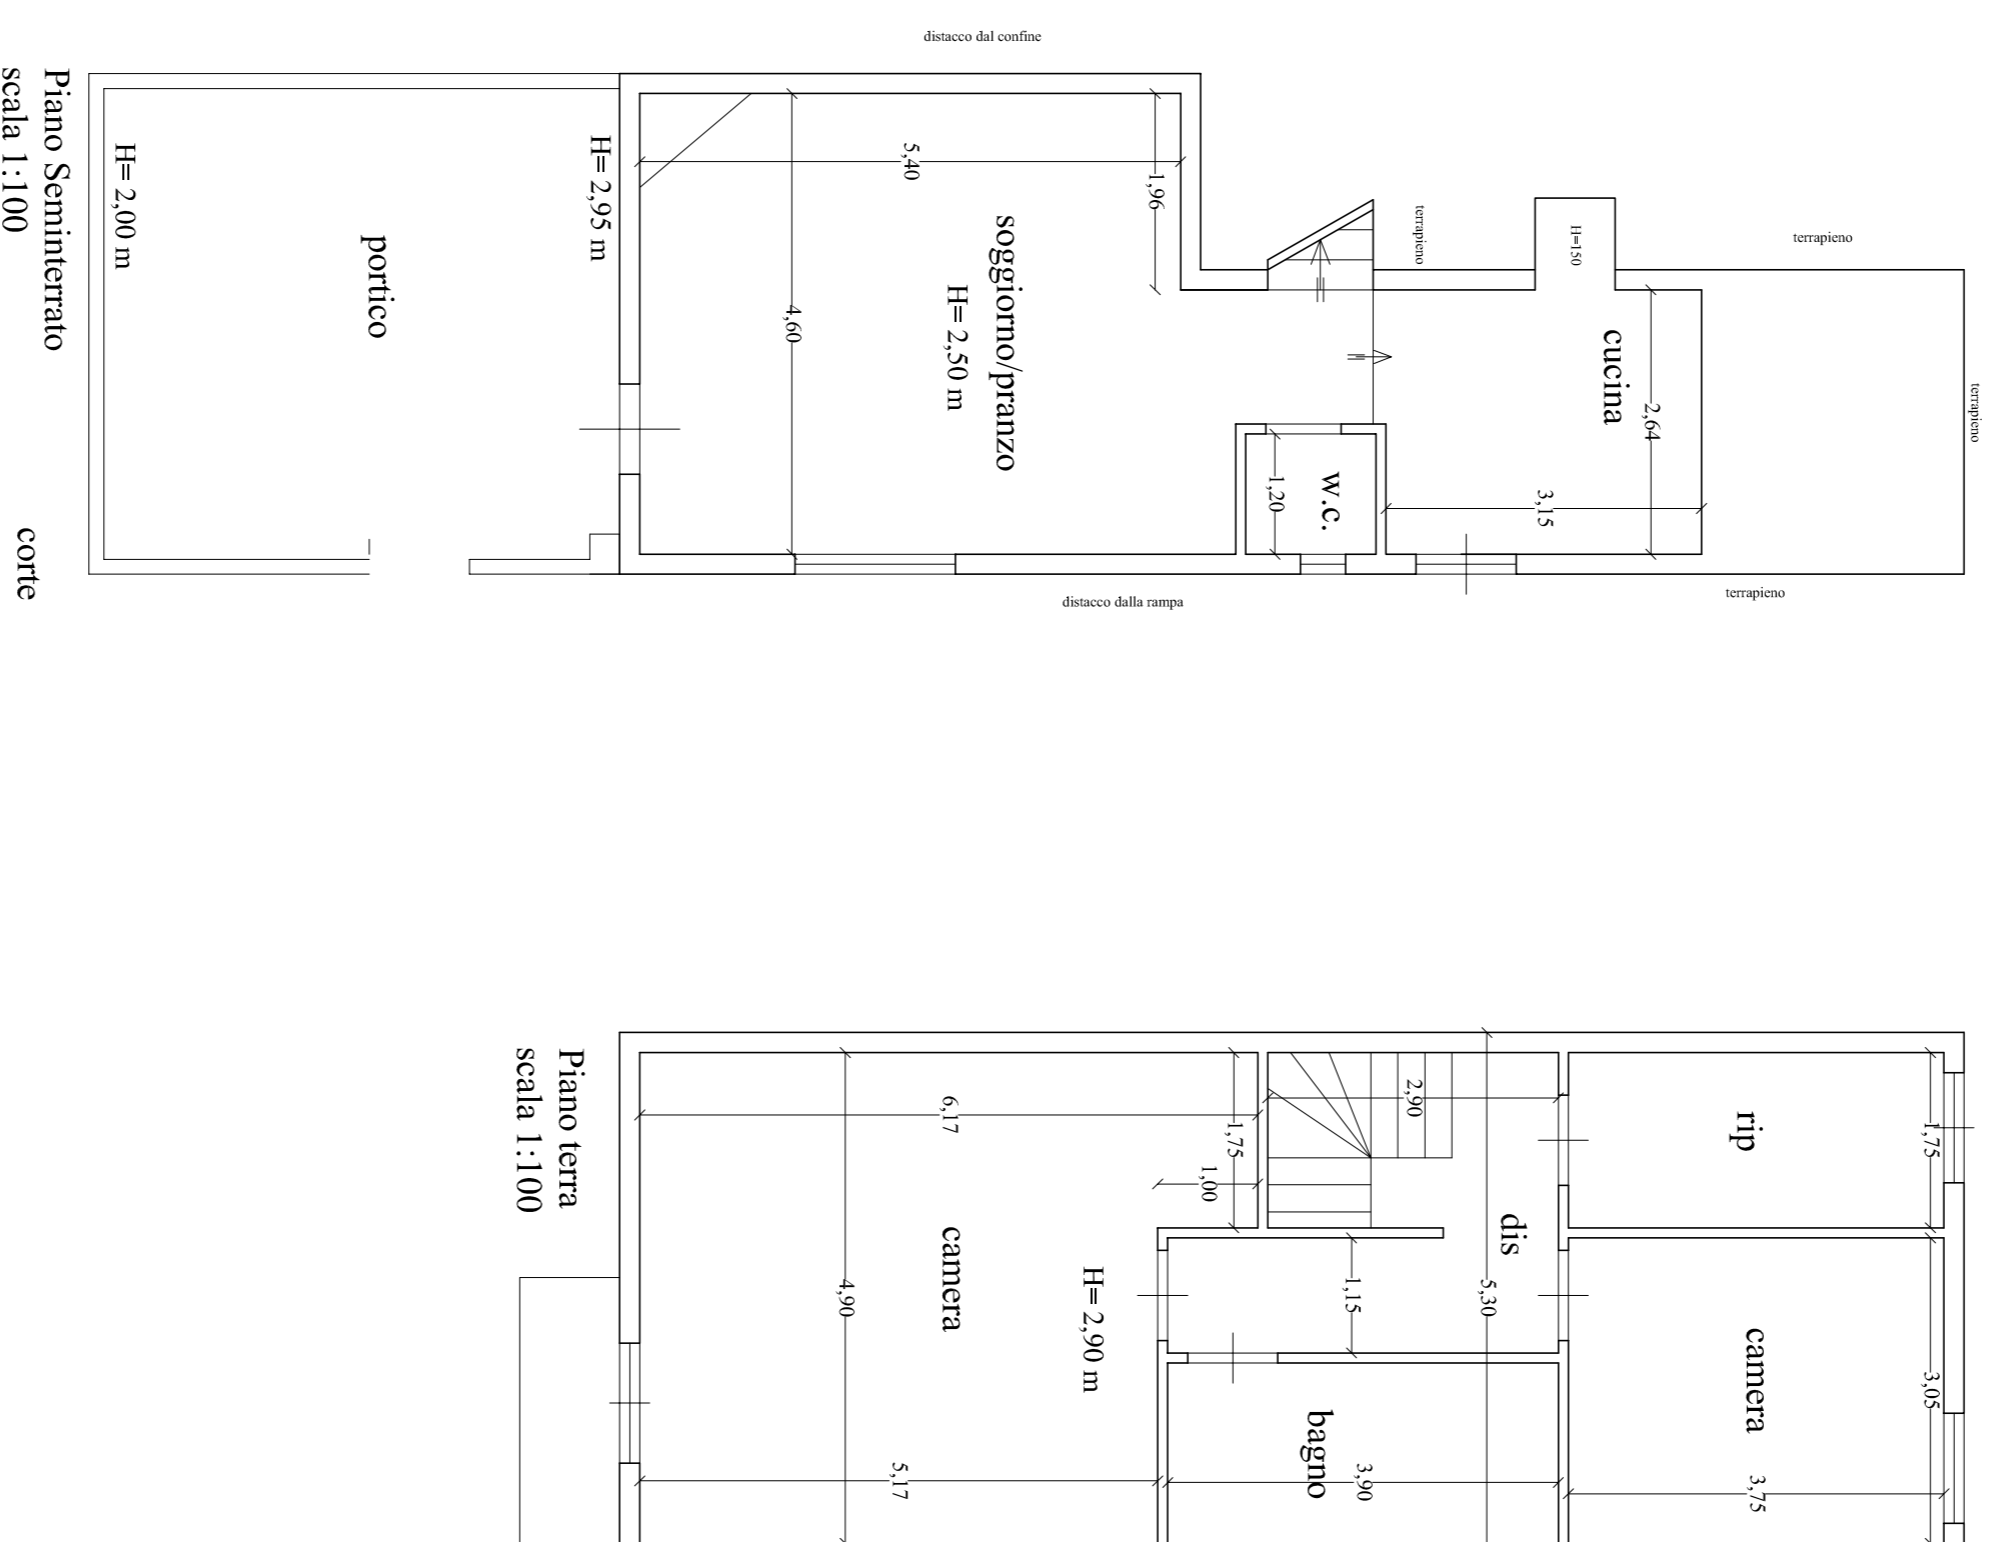 distacco dal confine
Piano Seminterrato
scala 1:100
corte
H= 2,00 m
portico
H= 2,95 m
5,40
1,96
4,60
soggiorno/pranzo
H= 2,50 m
terrapieno
H=150
terrapieno
cucina
2,64
terrapieno
w.c.
1,20
3,15
distacco dalla rampa
terrapieno
Piano terra
scala 1:100
6,17
1,75
1,00
2,90
rip
1,75
dis
camera
H= 2,90 m
4,90
1,15
5,30
camera
3,05
bagno
5,17
3,90
3,75